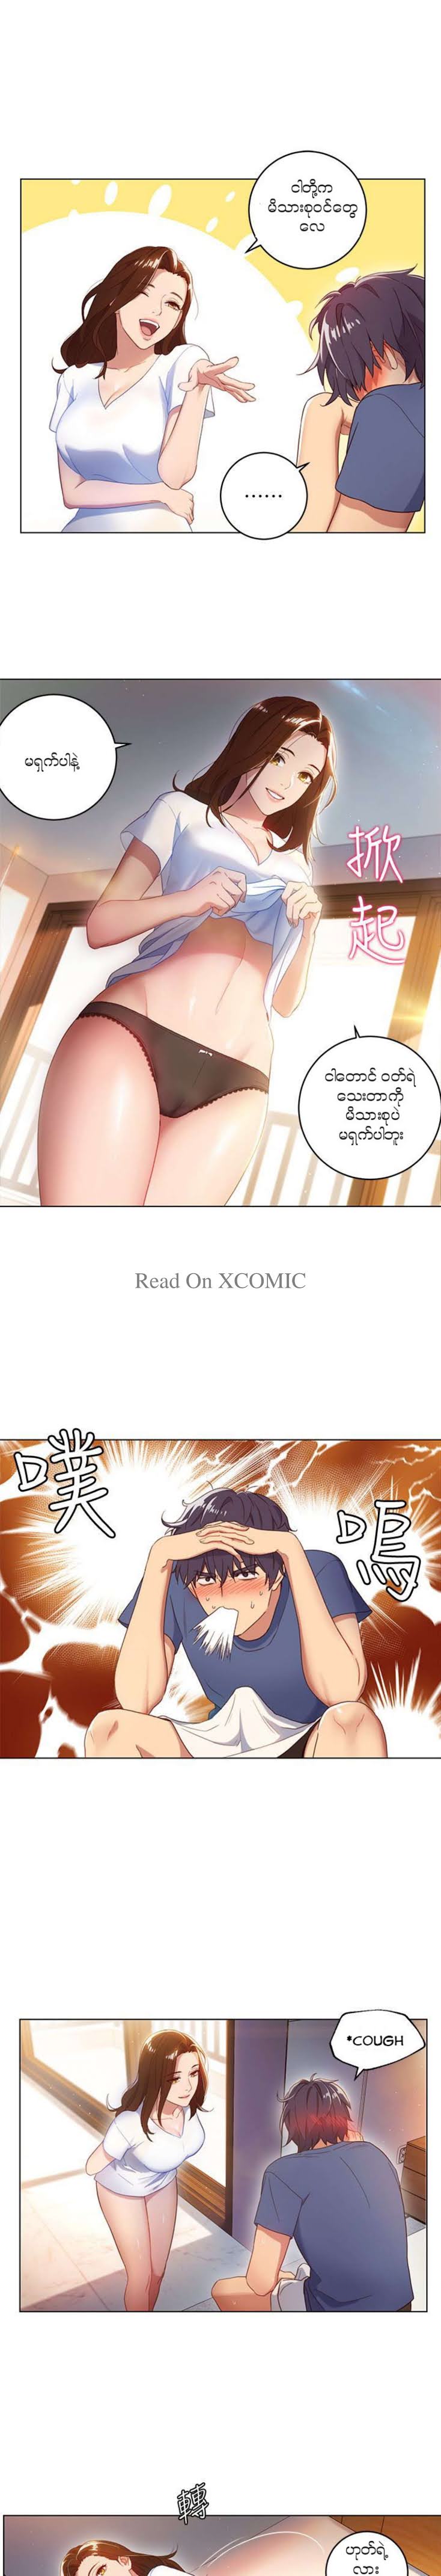 ငါတို့က
မိသားစုဝင်တွေ
လေ
......
မရှက်ပါနဲ့
掀
起
ငါတောင် ဝတ်ရဲ
သေးတာကို
မိသားစုပဲ
မရှက်ပါဘူး
Read On XCOMIC
噗
嗚
*COUGH
轉
ဟုတ်ရဲ့
လား